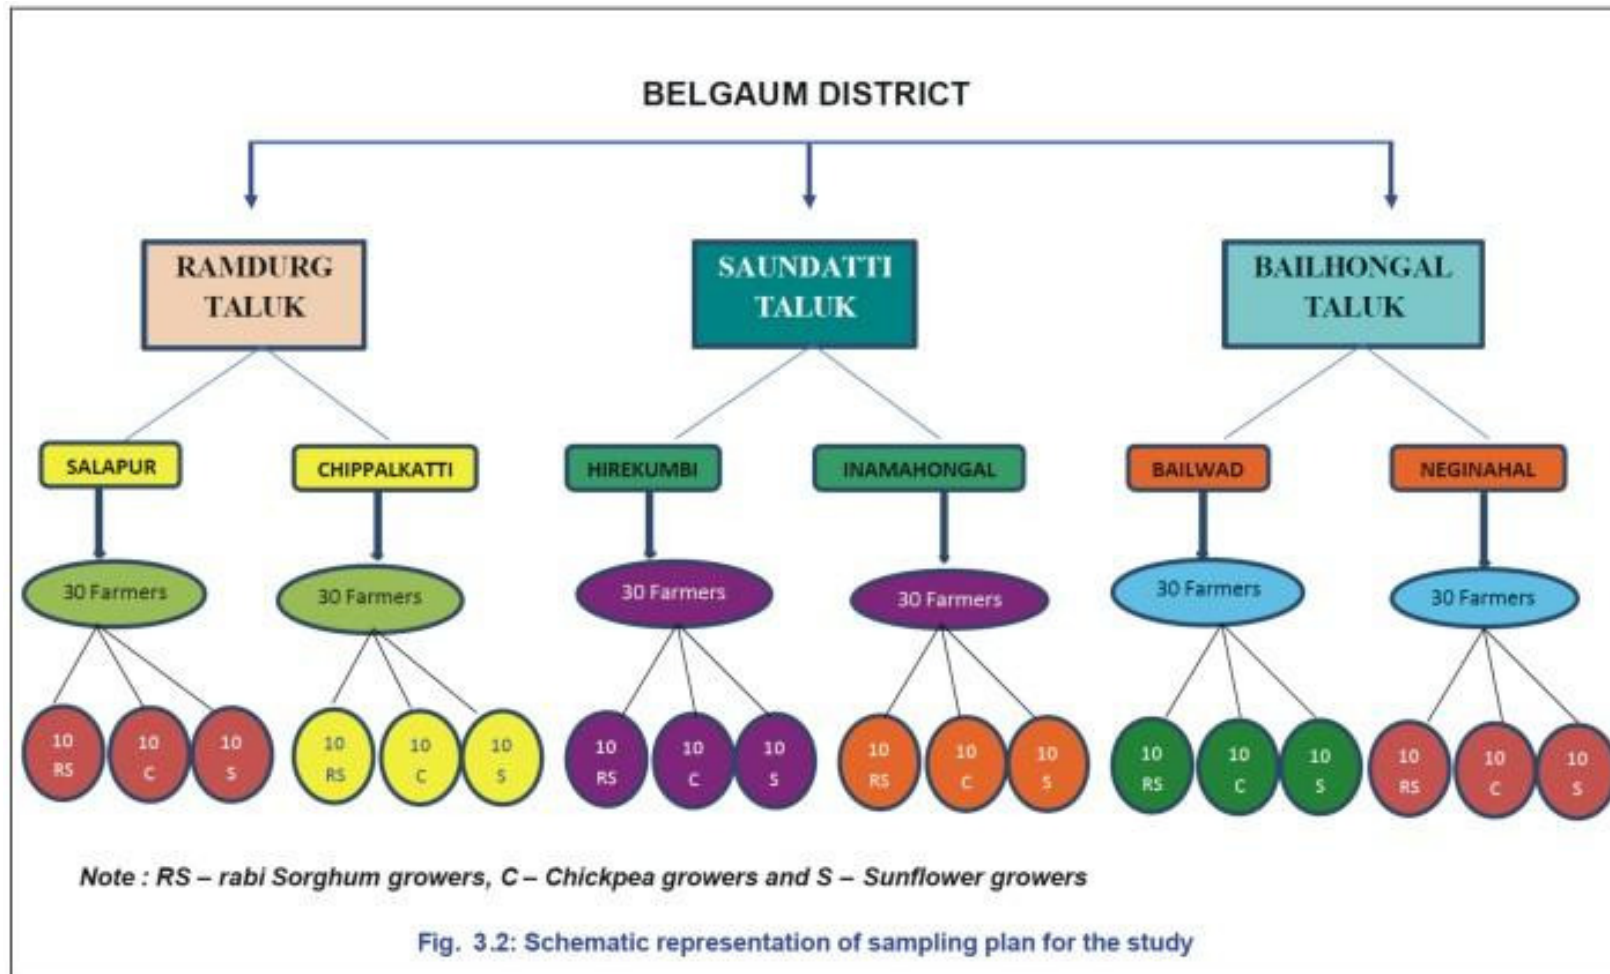 BELGAUM DISTRICT
RAMDURG
TALUK
SAUNDATTI
TALUK
BAILHONGAL
TALUK
SALAPUR
CHIPPALKATTI
HIREKUMBI
INAMAHONGAL
BAILWAD
NEGINAHAL
30 Farmers
30 Farmers
30 Farmers
30 Farmers
30 Farmers
30 Farmers
10
RS
10
C
10
S
10
RS
10
C
10
S
10
RS
10
C
10
S
10
RS
10
C
10
S
10
RS
10
C
10
S
10
RS
10
C
10
S
Note : RS – rabi Sorghum growers, C – Chickpea growers and S – Sunflower growers
Fig. 3.2: Schematic representation of sampling plan for the study